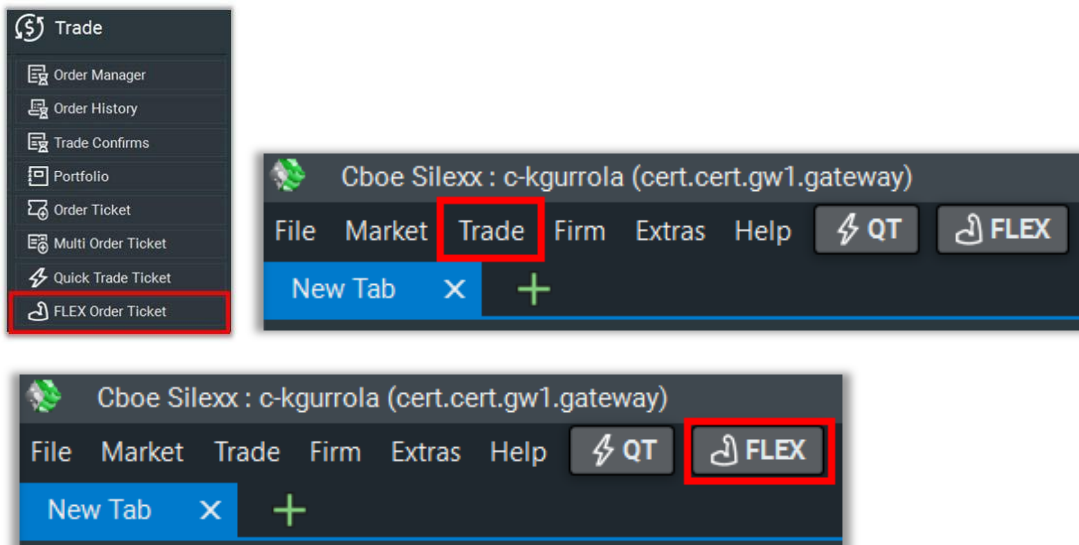 Trade
Order Manager
Order History
Trade Confirms
Portfolio
Order Ticket
Multi Order Ticket
Quick Trade Ticket
FLEX Order Ticket
Cboe Silexx : c-kgurrola (cert.cert.gw1.gateway)
File Market Trade Firm Extras Help QT FLEX
New Tab
Cboe Silexx : c-kgurrola (cert.cert.gw1.gateway)
File Market Trade Firm Extras Help QT FLEX
New Tab